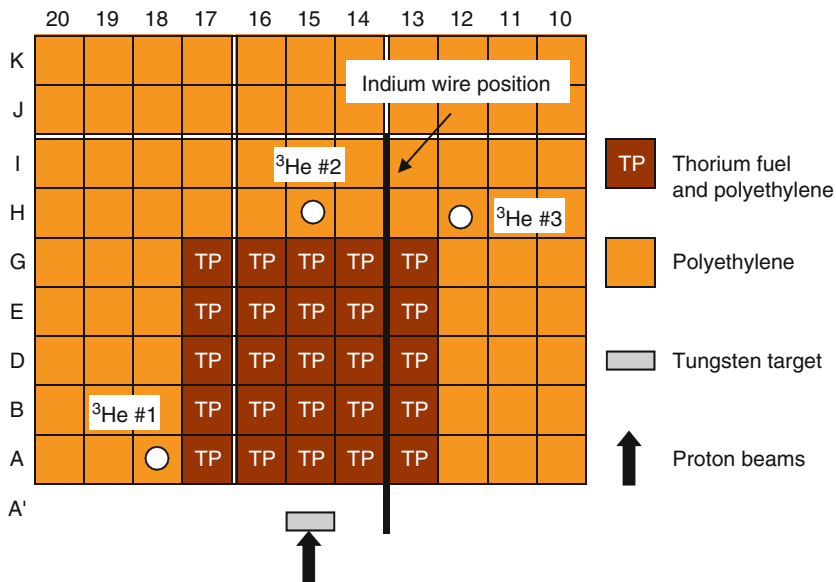 20 19 18 17 16 15 14 13 12 11 10
K
Indium wire position
J
I
³He #2
TP
Thorium fuel
and polyethylene
H
³He #3
G TP TP TP TP TP
Polyethylene
E TP TP TP TP TP
D TP TP TP TP TP
Tungsten target
³He #1
B TP TP TP TP TP
A TP TP TP TP TP
Proton beams
A'